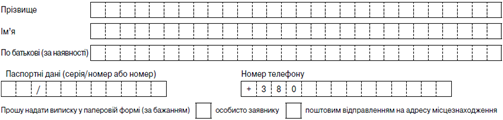 Прізвище
Ім'я
По батькові (за наявності)
Паспортні дані (серія/номер або номер) Номер телефону
/ + 3 8 0
Прошу надати виписку у паперовій формі (за бажанням) особисто заявнику поштовим відправленням на адресу місцезнаходження